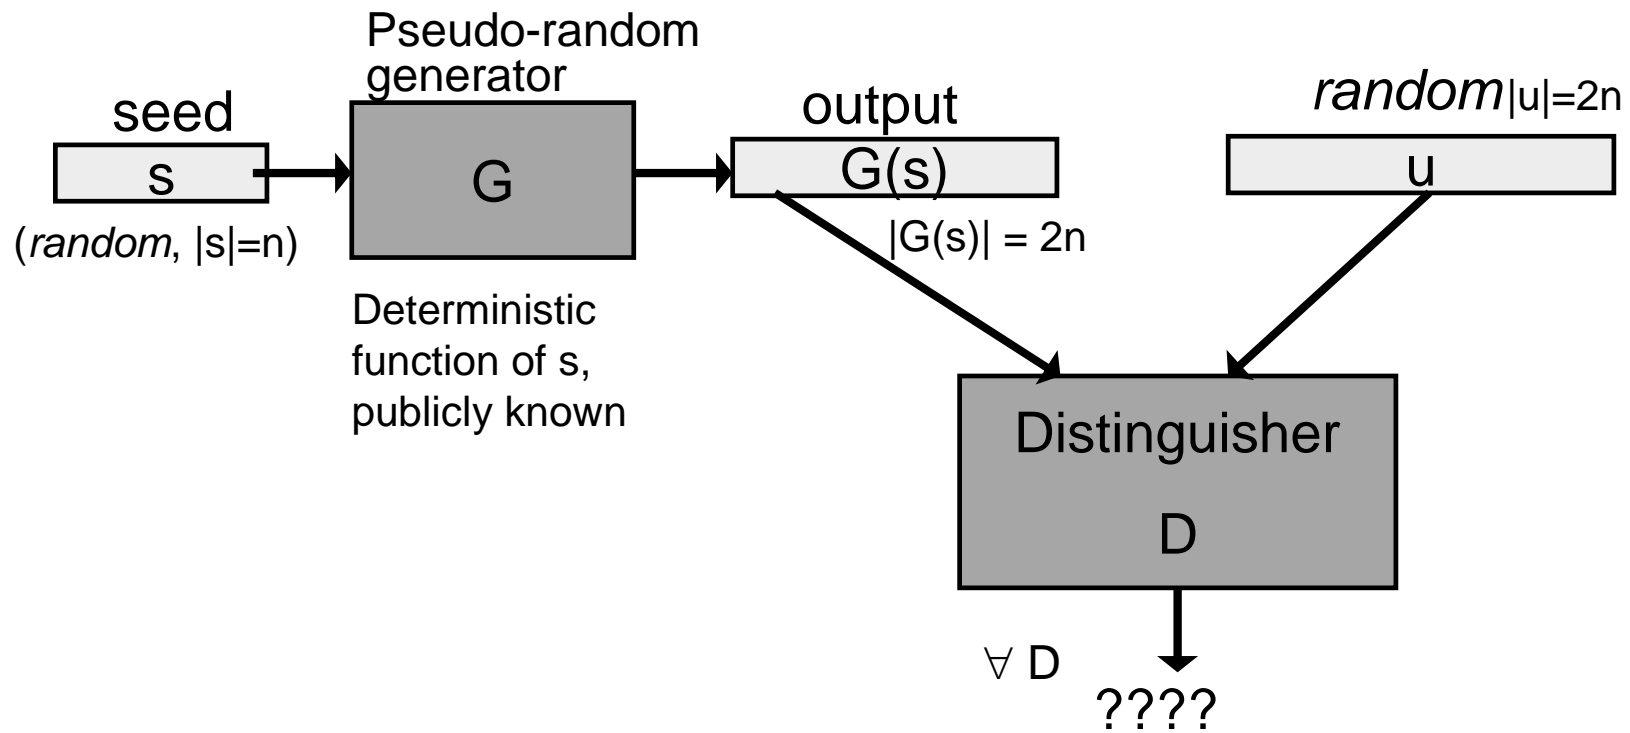 Pseudo-random
generator
seed
s
(random, |s|=n)
G
Deterministic
function of s,
publicly known
output
G(s)
|G(s)| = 2n
random|u|=2n
u
Distinguisher
D
∀ D
????